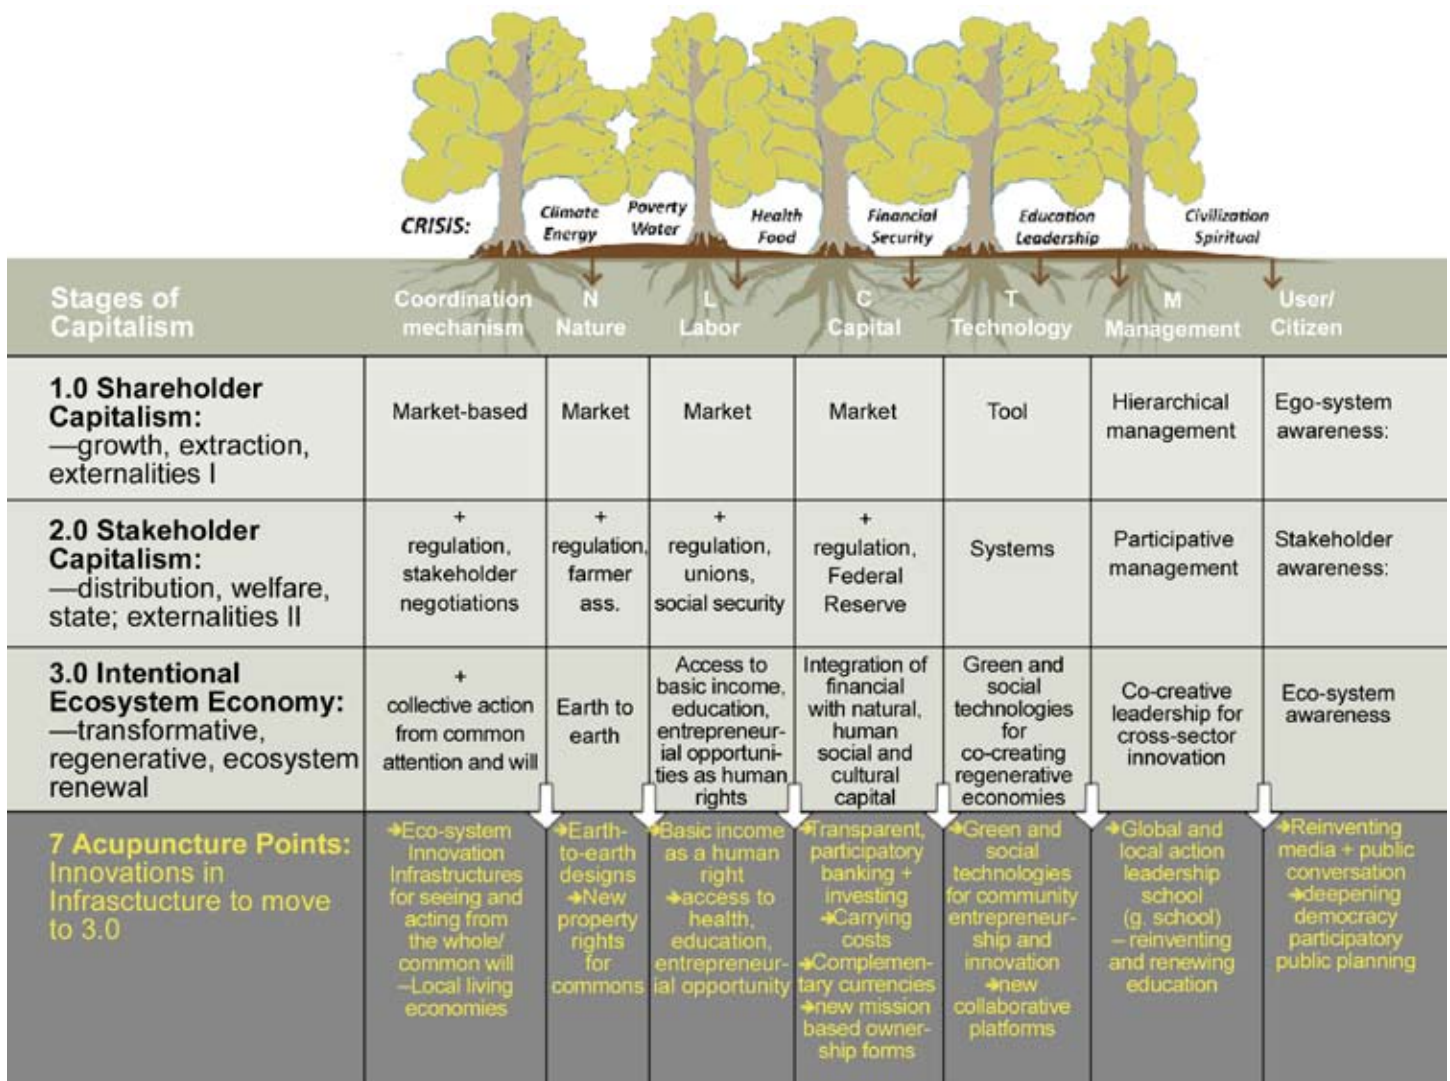 CRISIS:
Climate
Energy
Poverty
Water
Health
Food
Financial
Security
Education
Leadership
Civilization
Spiritual
Stages of
Capitalism
Coordination
mechanism
N
Nature
L
Labor
C
Capital
T
Technology
M
Management
User/
Citizen
1.0 Shareholder
Capitalism:
—growth, extraction,
externalities I
Market-based
Market
Market
Market
Tool
Hierarchical
management
Ego-system
awareness:
2.0 Stakeholder
Capitalism:
—distribution, welfare,
state; externalities II
+
regulation,
stakeholder
negotiations
+
regulation,
farmer
ass.
+
regulation,
unions,
social security
+
regulation,
Federal
Reserve
Systems
Participative
management
Stakeholder
awareness:
3.0 Intentional
Ecosystem Economy:
—transformative,
regenerative, ecosystem
renewal
+
collective action
from common
attention and will
Earth to
earth
Access to
basic income,
education,
entrepreneur-
ial opportuni-
ties as human
rights
Integration of
financial
with natural,
human
social and
cultural
capital
Green and
social
technologies
for
co-creating
regenerative
economies
Co-creative
leadership for
cross-sector
innovation
Eco-system
awareness
7 Acupuncture Points:
Innovations in
Infrasctucture to move
to 3.0
➔Eco-system
Innovation
Infrastructures
for seeing and
acting from
the whole/
common will
–Local living
economies
➔Earth-
to-earth
designs
➔New
property
rights
for
commons
➔Basic income
as a human
right
➔access to
health,
education,
entrepreneur-
ial opportunity
➔Transparent,
participatory
banking +
investing
➔Carrying
costs
➔Complemen-
tary currencies
➔new mission
based owner-
ship forms
➔Green and
social
technologies
for community
entrepreneur-
ship and
innovation
➔new
collaborative
platforms
➔Global and
local action
leadership
school
(g. school)
– reinventing
and renewing
education
➔Reinventing
media + public
conversation
➔deepening
democracy
participatory
public planning